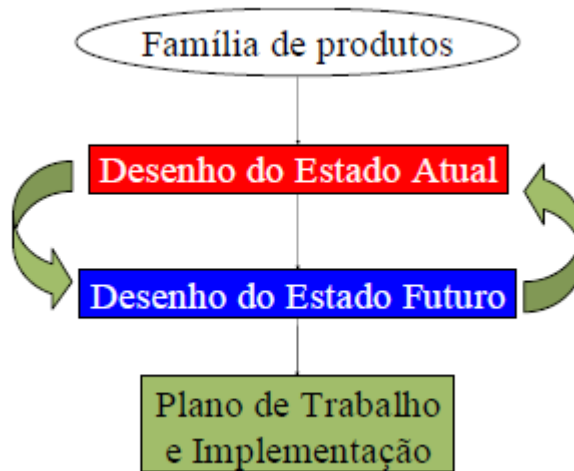 Família de produtos
Desenho do Estado Atual
Desenho do Estado Futuro
Plano de Trabalho
e Implementação